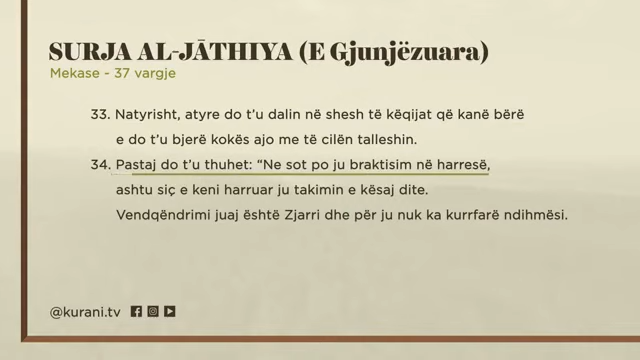 SURJA AL-JĀTHIYA (E Gjunjëzuara)
Mekase - 37 vargje
33. Natyrisht, atyre do t’u dalin në shesh të këqijat që kanë bërë
e do t’u bjerë kokës ajo me të cilën talleshin.
34. Pastaj do t’u thuhet: “Ne sot po ju braktisim në harresë,
ashtu siç e keni harruar ju takimin e kësaj dite.
Vendqëndrimi juaj është Zjarri dhe për ju nuk ka kurrfarë ndihmësi.
@kurani.tv